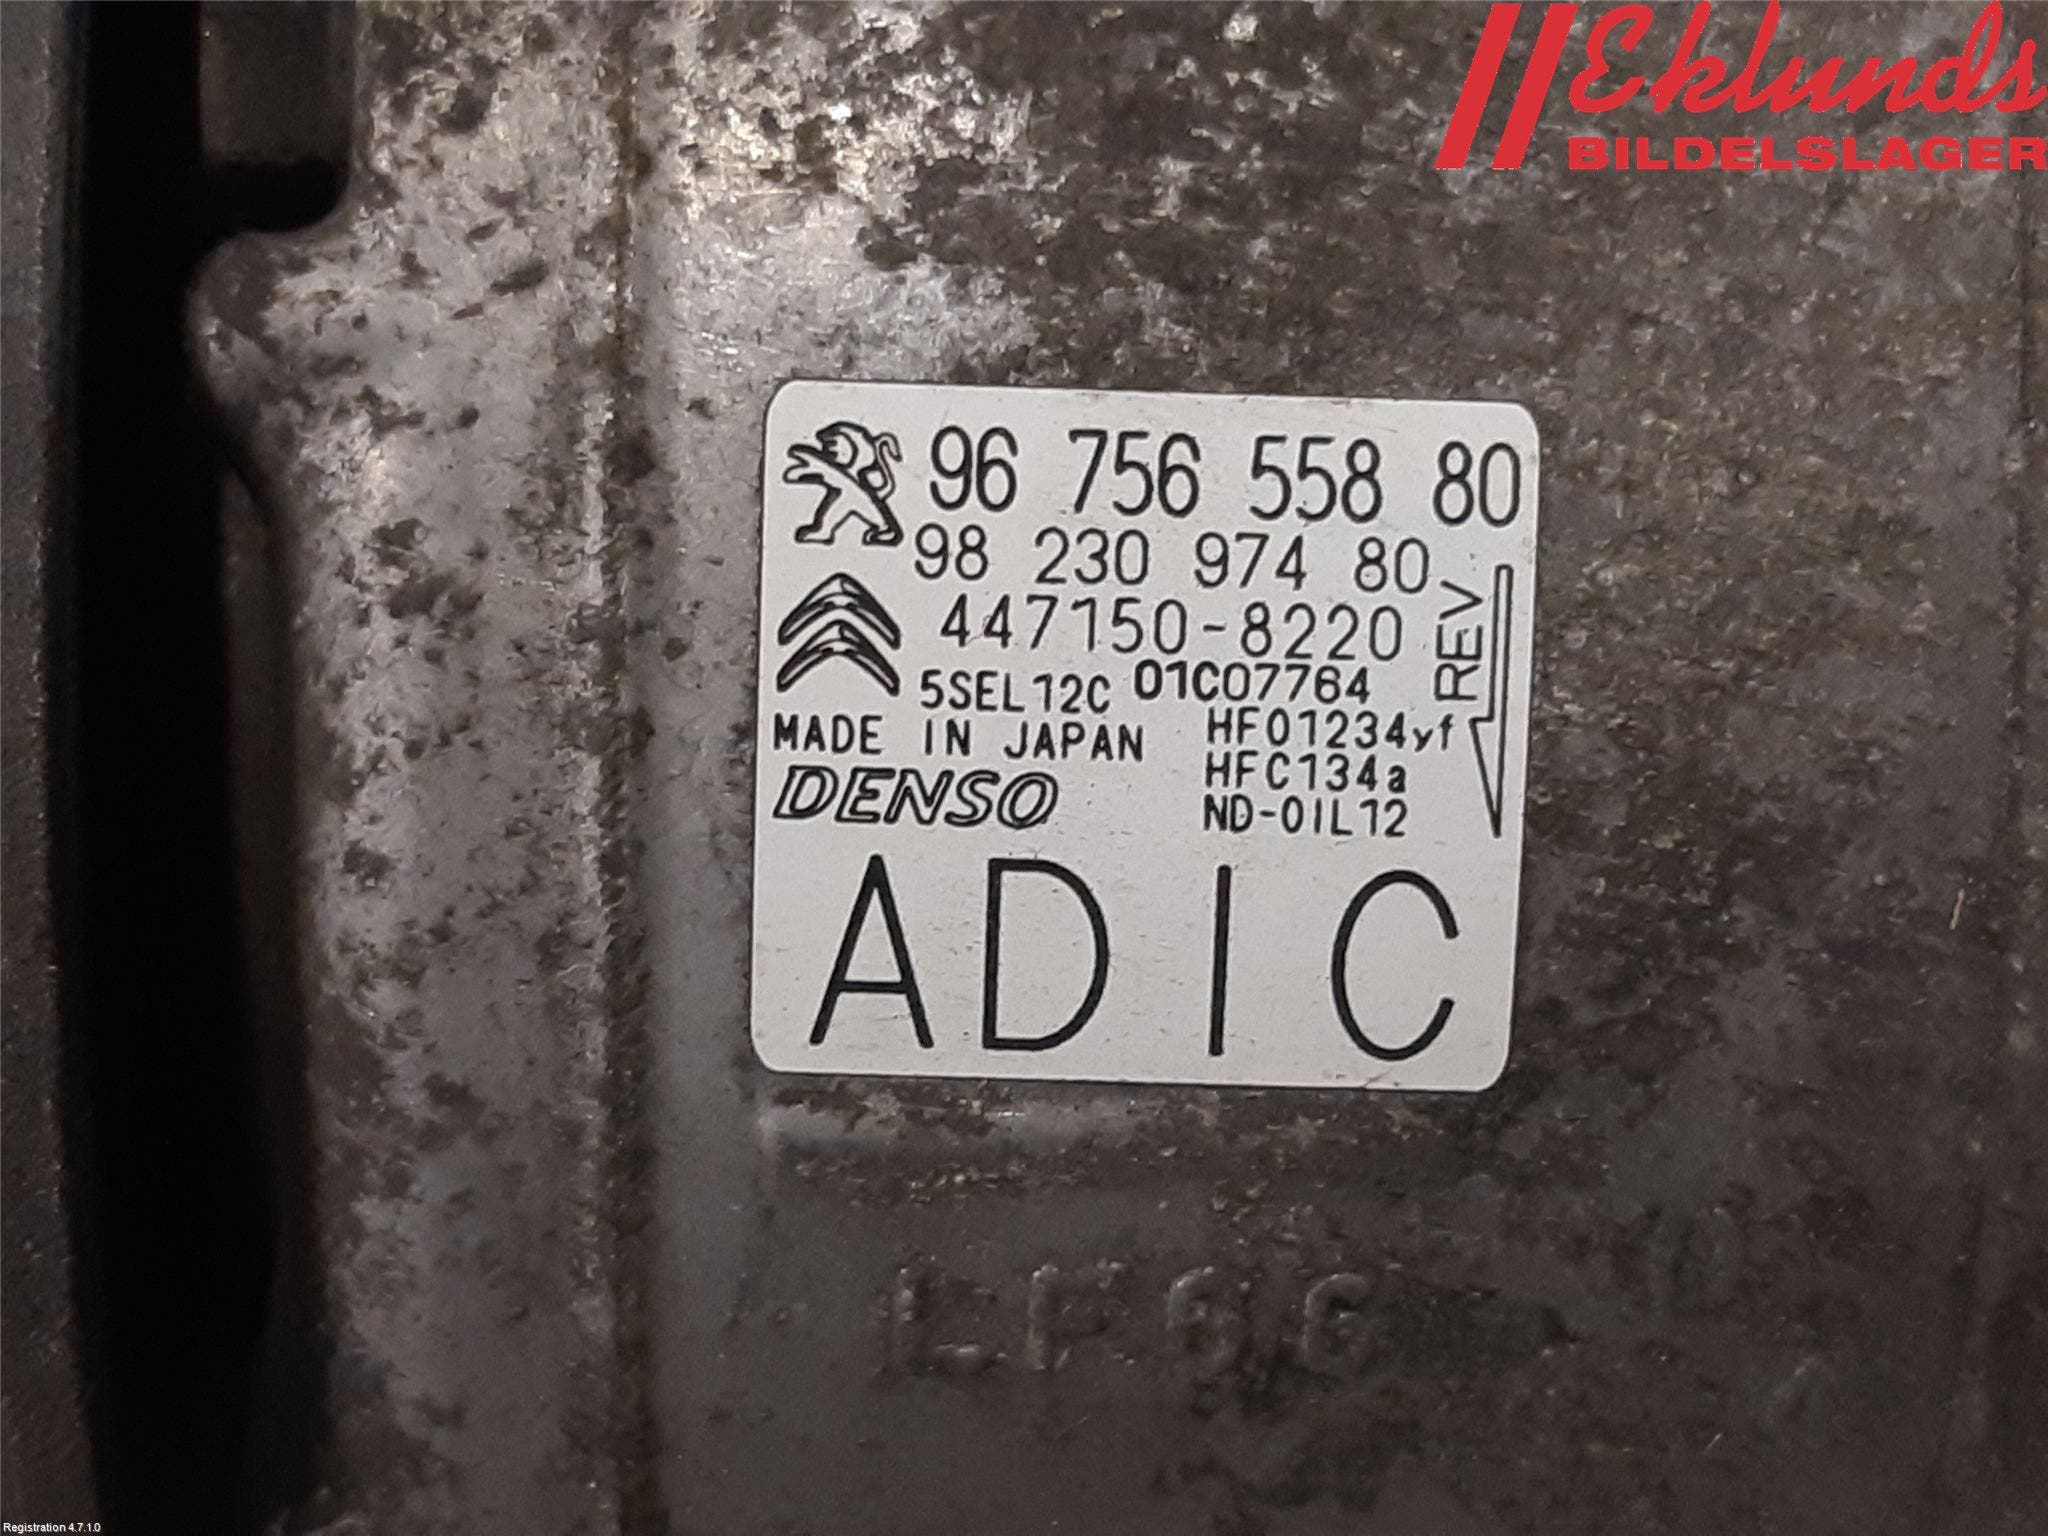 Eklunds
BILDELSLAGER
96 756 558 80
98 230 974 80
447150-8220
5SEL12C 01C07764
REV
MADE IN JAPAN
HFO1234yf
HFC134a
DENSO
ND-OIL12
ADIC
Registration 4.7.1.0